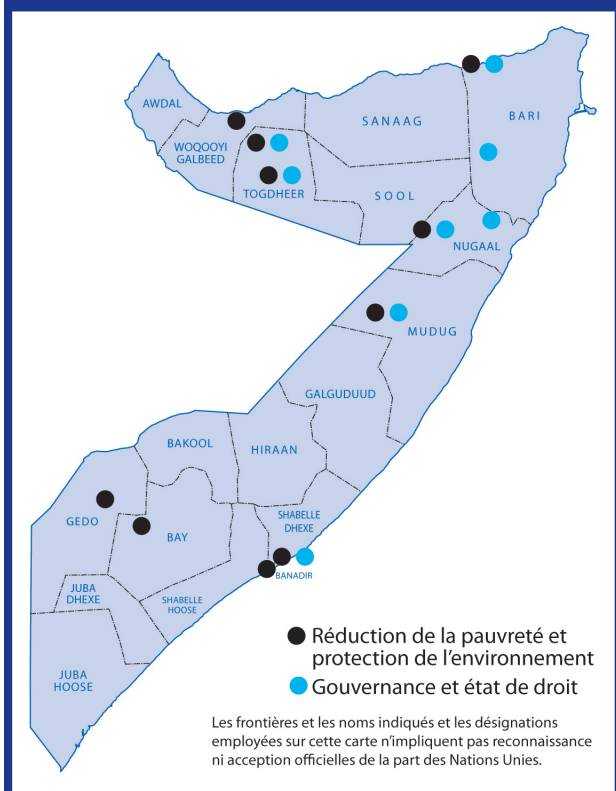 AWDAL
WOQOOYI
GALBEED
TOGDHEER
SANAAG
BARI
SOOL
NUGAAL
MUDUG
GALGUDUUD
BAKOOL
HIRAAN
GEDO
BAY
SHABELLE
DHEXE
BANADIR
JUBA
DHEXE
SHABELLE
HOOSE
JUBA
HOOSE
Réduction de la pauvreté et
protection de l’environnement
Gouvernance et état de droit
Les frontières et les noms indiqués et les désignations
employées sur cette carte n’impliquent pas reconnaissance
ni acception officielles de la part des Nations Unies.